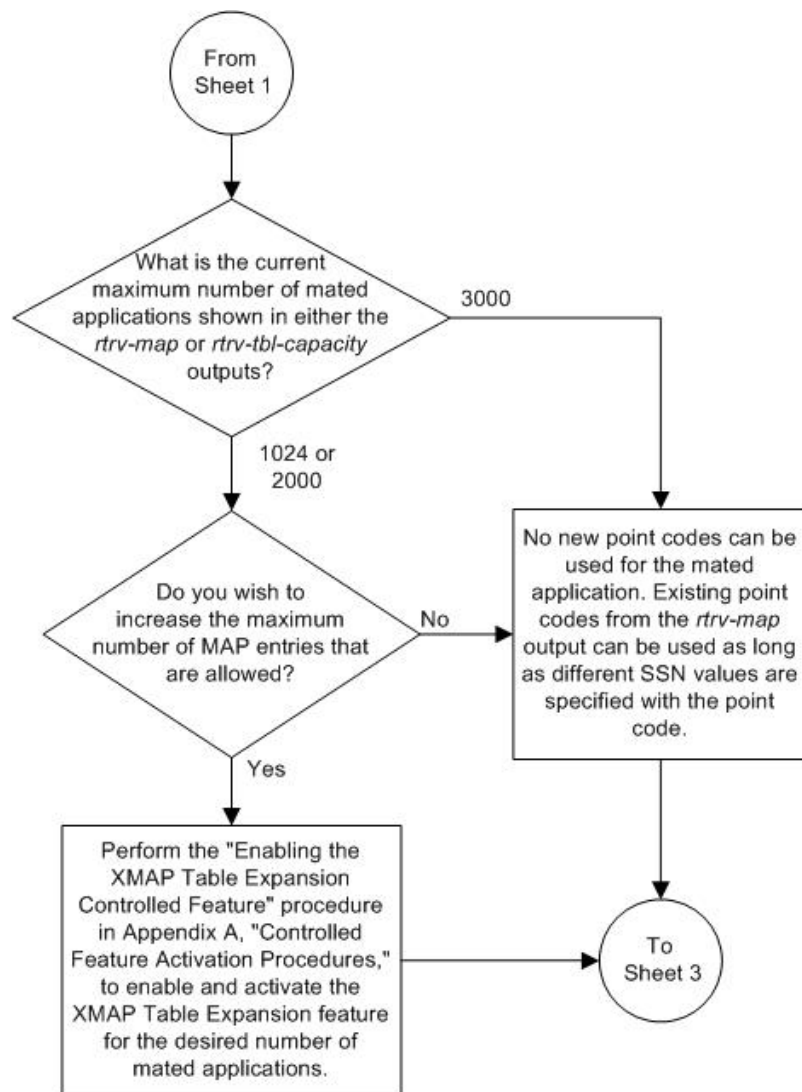 From
Sheet 1
What is the current
maximum number of mated
applications shown in either the
rtrv-map or rtrv-tbl-capacity
outputs?
3000
1024 or
2000
Do you wish to
increase the maximum
number of MAP entries that
are allowed?
No
Yes
No new point codes can be
used for the mated
application. Existing point
codes from the rtrv-map
output can be used as long
as different SSN values are
specified with the point
code.
Perform the "Enabling the
XMAP Table Expansion
Controlled Feature" procedure
in Appendix A, "Controlled
Feature Activation Procedures,"
to enable and activate the
XMAP Table Expansion feature
for the desired number of
mated applications.
To
Sheet 3